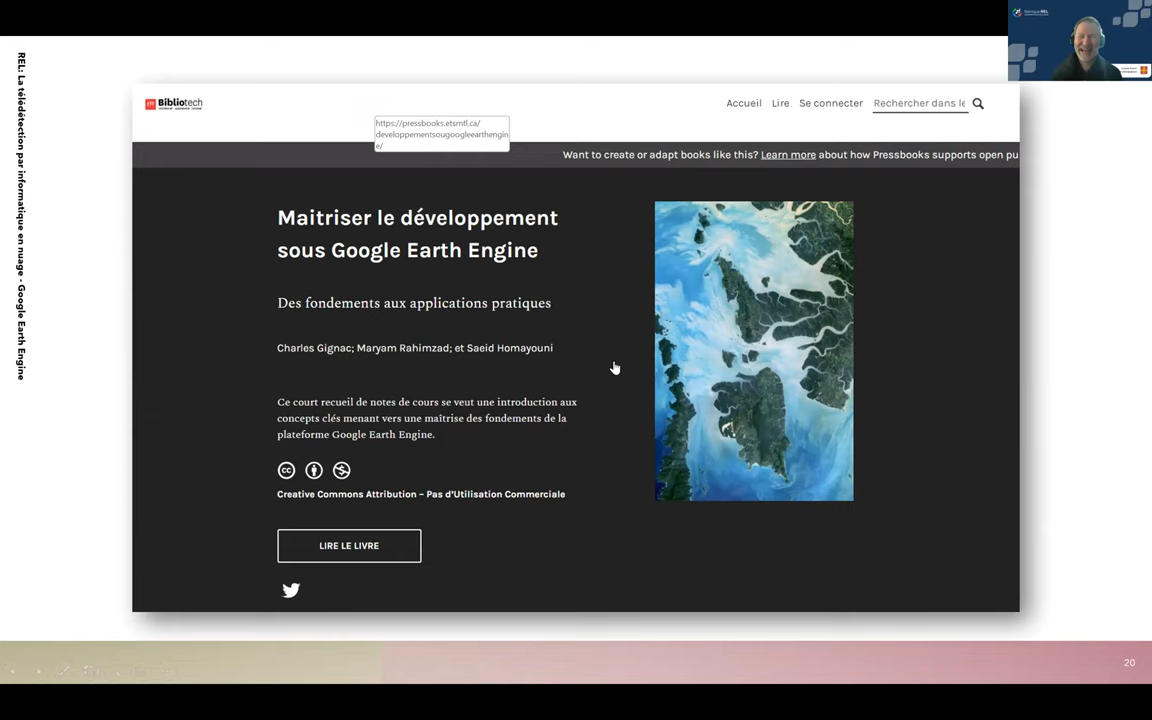 REL: La télédétection par informatique en nuage - Google Earth Engine
Bibliotech
Accueil Lire Se connecter Rechercher dans le
https://pressbooks.etsmtl.ca/
developpementsougoogleearthengin
e/
Want to create or adapt books like this? Learn more about how Pressbooks supports open pu
Maitriser le développement
sous Google Earth Engine
Des fondements aux applications pratiques
Charles Gignac; Maryam Rahimzad; et Saeid Homayouni
Ce court recueil de notes de cours se veut une introduction aux
concepts clés menant vers une maîtrise des fondements de la
plateforme Google Earth Engine.
Creative Commons Attribution – Pas d'Utilisation Commerciale
LIRE LE LIVRE
20